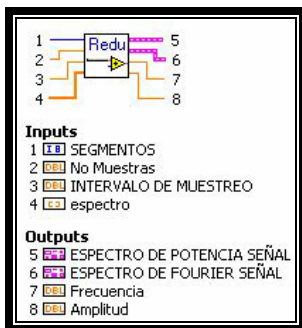 1 Redu 5
2 6
3 7
4 8
Inputs
1 I8 SEGMENTOS
2 DBL No Muestras
3 DBL INTERVALO DE MUESTREO
4 espectro
Outputs
5 ESPECTRO DE POTENCIA SEÑAL
6 ESPECTRO DE FOURIER SEÑAL
7 DBL Frecuencia
8 DBL Amplitud